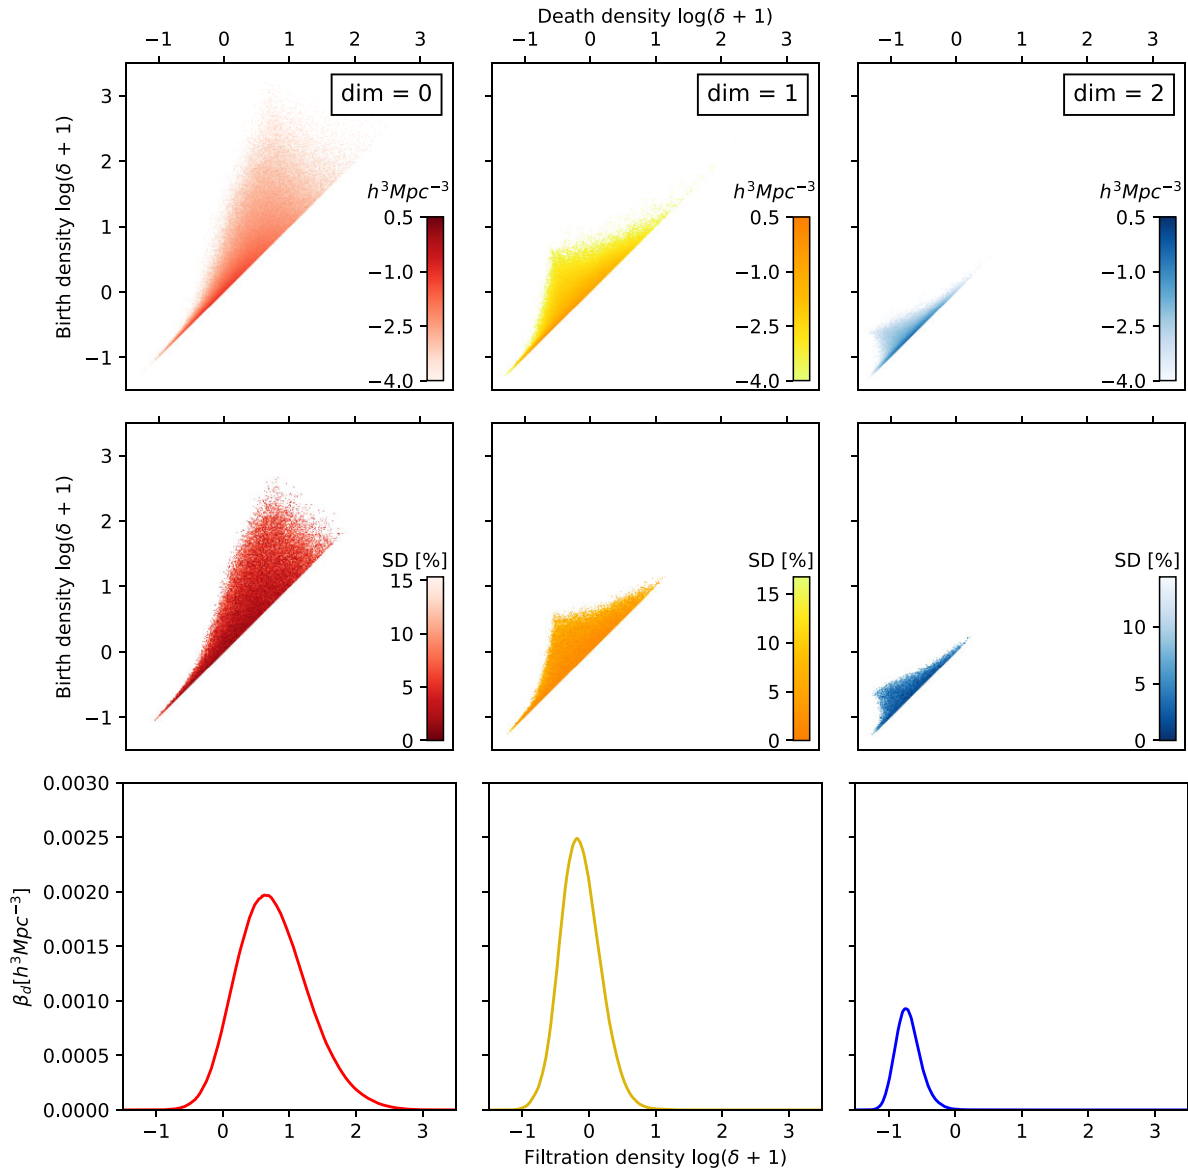 Death density log(δ + 1)
−1 0 1 2 3 −1 0 1 2 3 −1 0 1 2 3
dim = 0 dim = 1 dim = 2
Birth density log(δ + 1)
3
2
1
0
−1
h³Mpc⁻³ h³Mpc⁻³ h³Mpc⁻³
0.5 0.5 0.5
−1.0 −1.0 −1.0
−2.5 −2.5 −2.5
−4.0 −4.0 −4.0
Birth density log(δ + 1)
3
2
1
0
−1
SD [%] SD [%] SD [%]
15 15
10 10 10
5 5 5
0 0 0
β_d[h³Mpc⁻³]
0.0030
0.0025
0.0020
0.0015
0.0010
0.0005
0.0000
−1 0 1 2 3 −1 0 1 2 3 −1 0 1 2 3
Filtration density log(δ + 1)